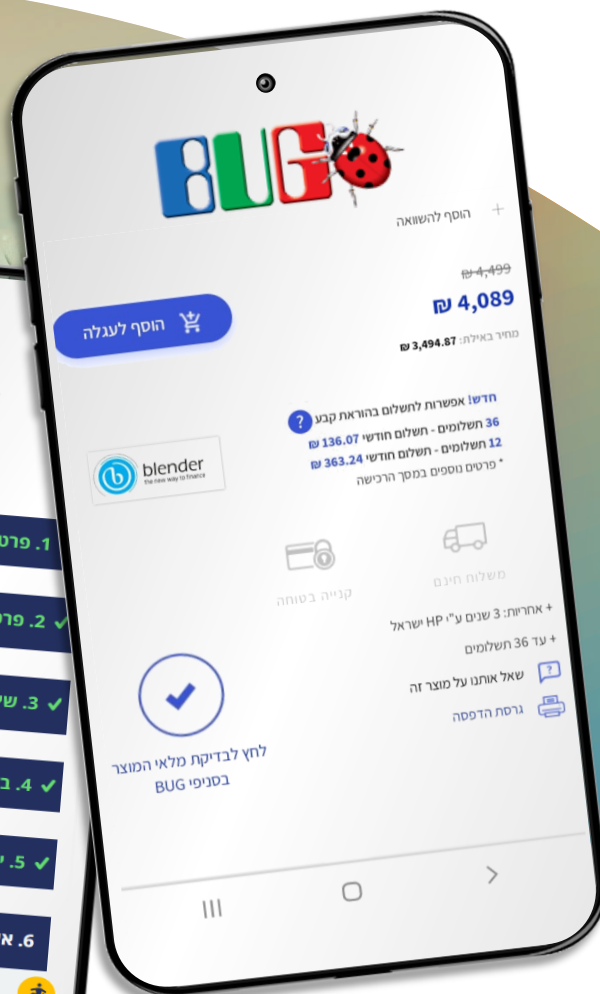 BUG
הוסף להשוואה
₪ 4,499
₪ 4,089
מחיר באילת: 3,494.87 ₪
הוסף לעגלה
חדש! אפשרות לתשלום בהוראת קבע ?
36 תשלומים - תשלום חודשי 136.07 ₪
12 תשלומים - תשלום חודשי 363.24 ₪
* פרטים נוספים במסך הרכישה
blender
the new way to finance
משלוח חינם
קנייה בטוחה
+ אחריות: 3 שנים ע"י HP ישראל
+ עד 36 תשלומים
שאל אותנו על מוצר זה
גרסת הדפסה
לחץ לבדיקת מלאי המוצר
בסניפי BUG
1.
2.
3.
4.
5.
6.